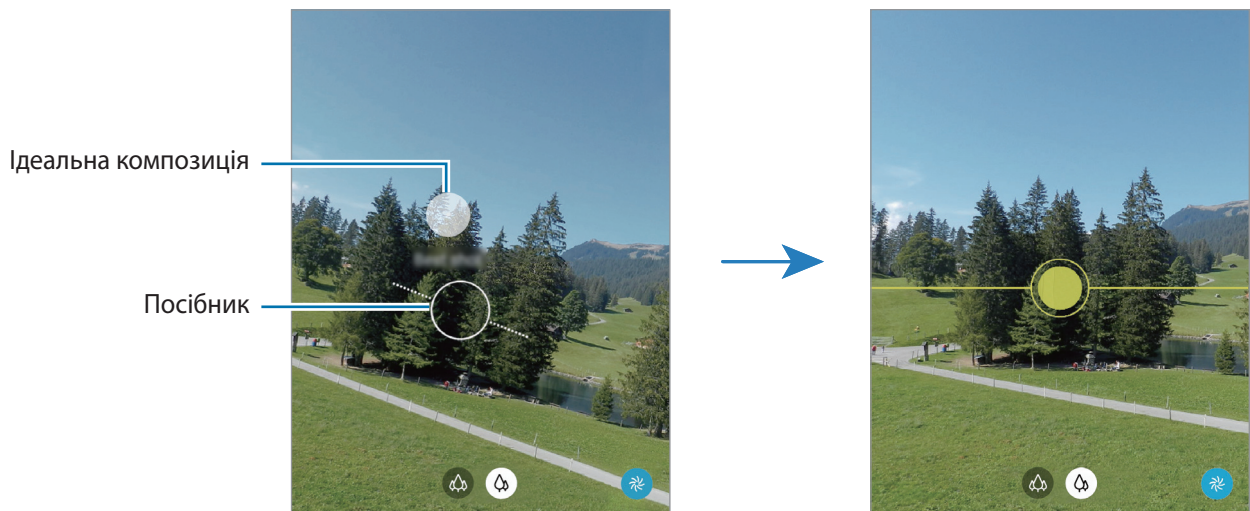 Ідеальна композиція
Посібник